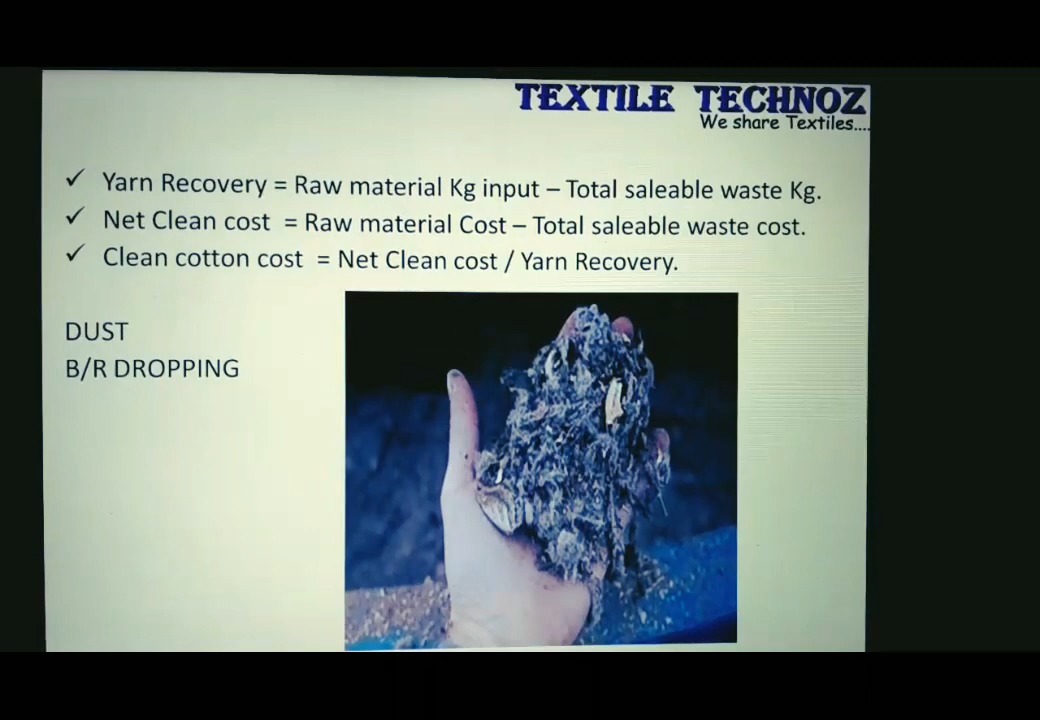 TEXTILE TECHNOZ
We share Textiles....
✓ Yarn Recovery = Raw material Kg input – Total saleable waste Kg.
✓ Net Clean cost = Raw material Cost – Total saleable waste cost.
✓ Clean cotton cost = Net Clean cost / Yarn Recovery.
DUST
B/R DROPPING